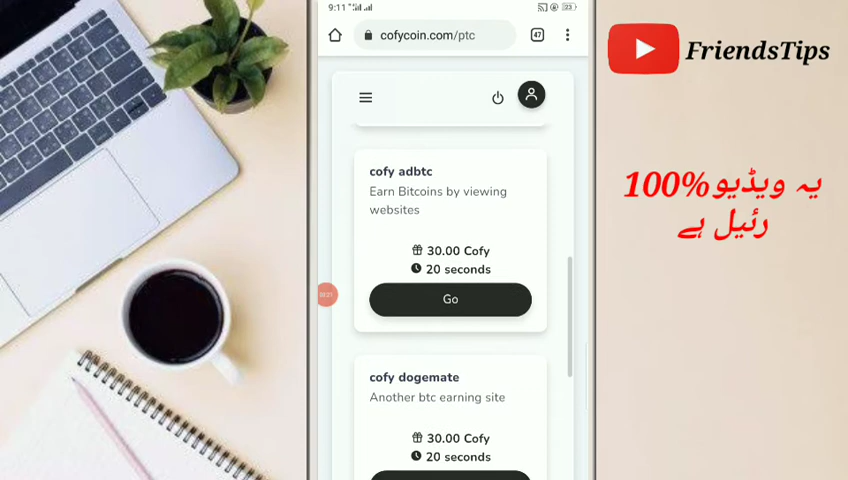 9:11
23
cofycoin.com/ptc
47
cofy adbtc
Earn Bitcoins by viewing
websites
30.00 Cofy
20 seconds
Go
cofy dogemate
Another btc earning site
30.00 Cofy
20 seconds
FriendsTips
یہ ویڈیو 100%
رئیل ہے